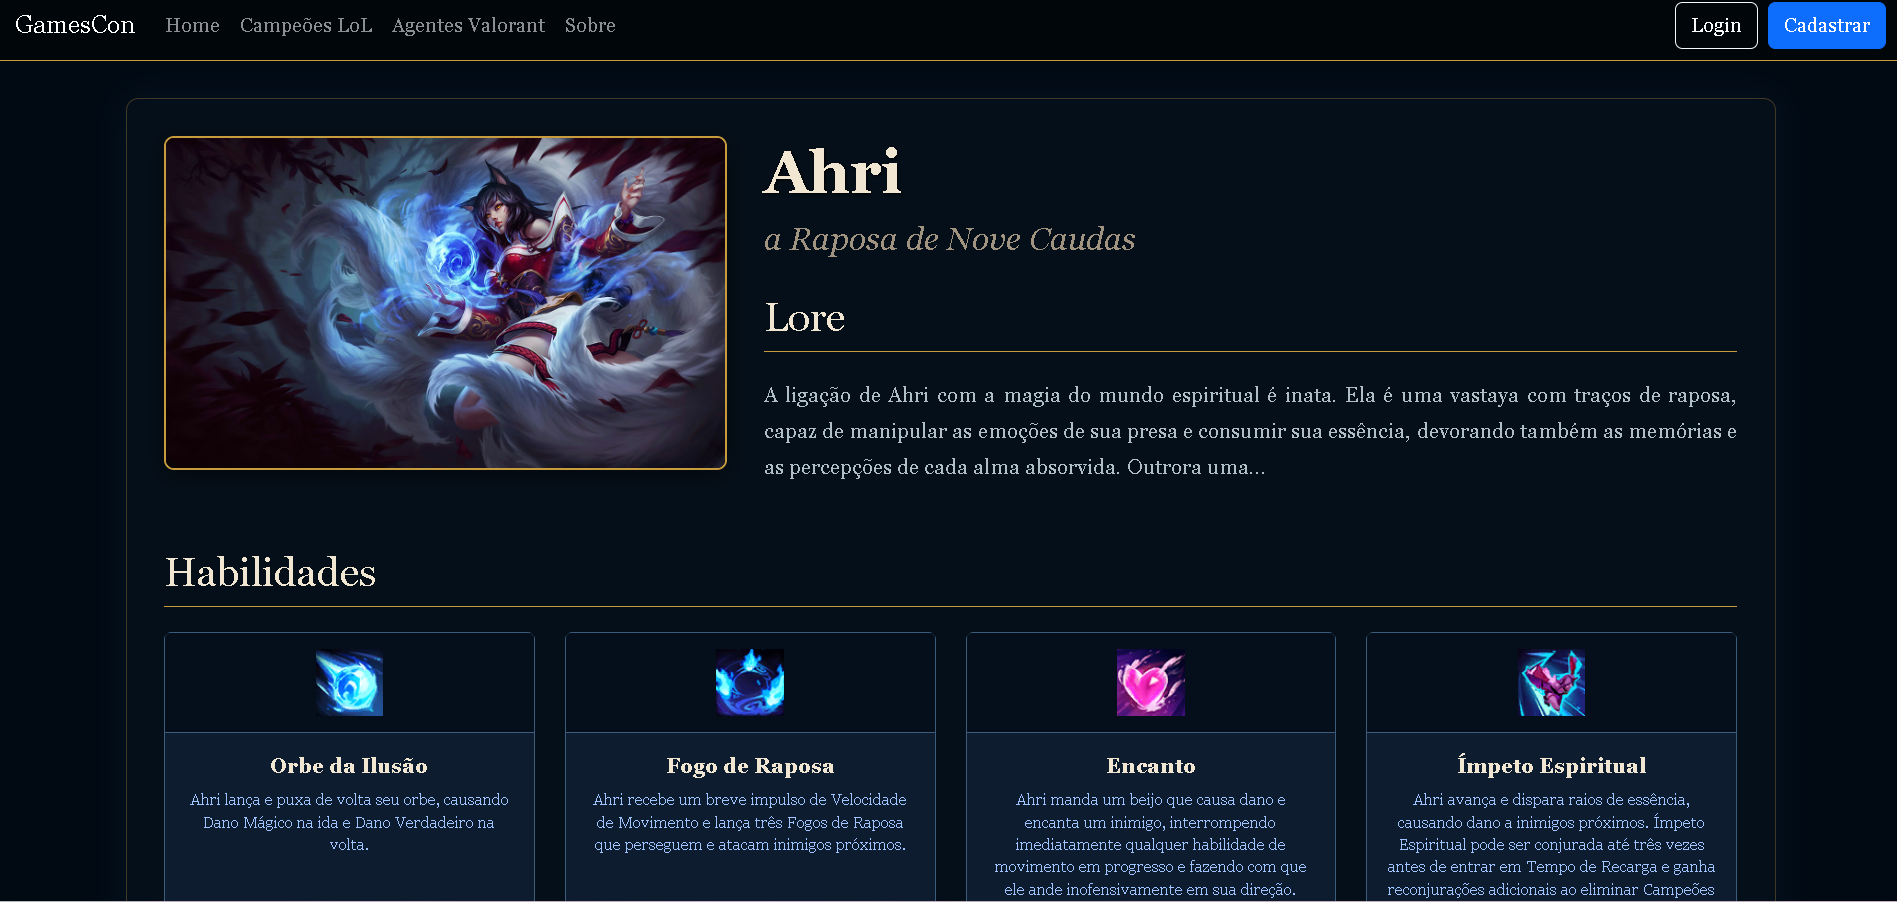 GamesCon Home Campeões LoL Agentes Valorant Sobre Login Cadastrar
Ahri
a Raposa de Nove Caudas
Lore
A ligação de Ahri com a magia do mundo espiritual é inata. Ela é uma vastaya com traços de raposa,
capaz de manipular as emoções de sua presa e consumir sua essência, devorando também as memórias e
as percepções de cada alma absorvida. Outrora uma...
Habilidades
Orbe da Ilusão
Ahri lança e puxa de volta seu orbe, causando
Dano Mágico na ida e Dano Verdadeiro na
volta.
Fogo de Raposa
Ahri recebe um breve impulso de Velocidade
de Movimento e lança três Fogos de Raposa
que perseguem e atacam inimigos próximos.
Encanto
Ahri manda um beijo que causa dano e
encanta um inimigo, interrompendo
imediatamente qualquer habilidade de
movimento em progresso e fazendo com que
ele ande inofensivamente em sua direção.
Ímpeto Espiritual
Ahri avança e dispara raios de essência,
causando dano a inimigos próximos. Ímpeto
Espiritual pode ser conjurada até três vezes
antes de entrar em Tempo de Recarga e ganha
reconjurações adicionais ao eliminar Campeões